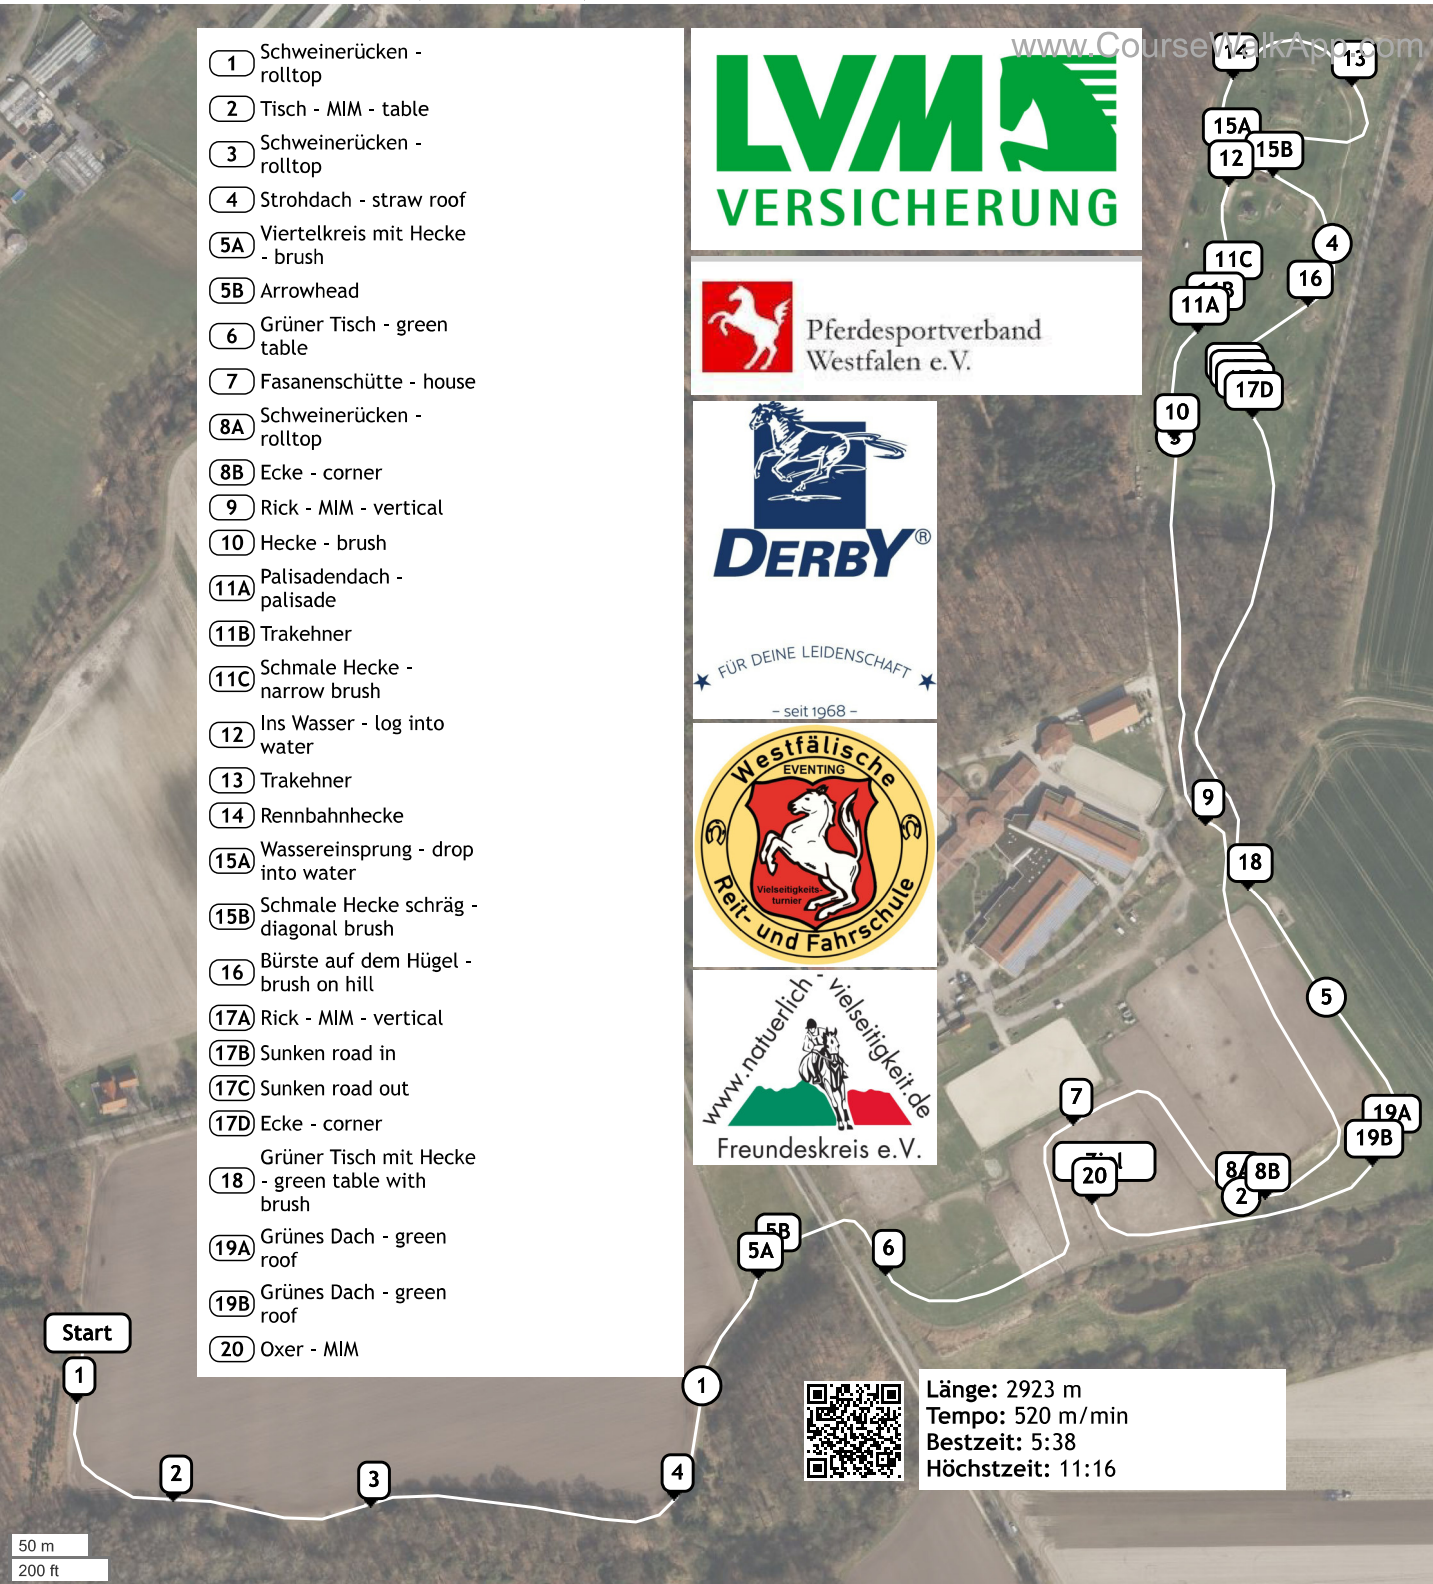 www.CourseWalkApp.com
1 Schweinerücken -
rolltop
2 Tisch - MIM - table
3 Schweinerücken -
rolltop
4 Strohdach - straw roof
5A Viertelkreis mit Hecke
- brush
5B Arrowhead
6 Grüner Tisch - green
table
7 Fasanenschütte - house
8A Schweinerücken -
rolltop
8B Ecke - corner
9 Rick - MIM - vertical
10 Hecke - brush
11A Palisadendach -
palisade
11B Trakehner
11C Schmale Hecke -
narrow brush
12 Ins Wasser - log into
water
13 Trakehner
14 Rennbahnhecke
15A Wassereinsprung - drop
into water
15B Schmale Hecke schräg -
diagonal brush
16 Bürste auf dem Hügel -
brush on hill
17A Rick - MIM - vertical
17B Sunken road in
17C Sunken road out
17D Ecke - corner
18 Grüner Tisch mit Hecke
- green table with
brush
19A Grünes Dach - green
roof
19B Grünes Dach - green
roof
20 Oxer - MIM
LVM
VERSICHERUNG
Pferdesportverband
Westfalen e.V.
DERBY®
FÜR DEINE LEIDENSCHAFT
– seit 1968 –
Westfälische
EVENTING
Vielseitigkeits-
turnier
Reit- und Fahrschule
www.natuerlich-vielseitigkeit.de
Freundeskreis e.V.
14
13
15A
15B
12
4
11C
16
11B
11A
17D
10
3
9
18
5
7
19A
19B
Ziel
20
8A
8B
2
5B
5A
6
Start
1
1
2
3
4
Länge: 2923 m
Tempo: 520 m/min
Bestzeit: 5:38
Höchstzeit: 11:16
50 m
200 ft